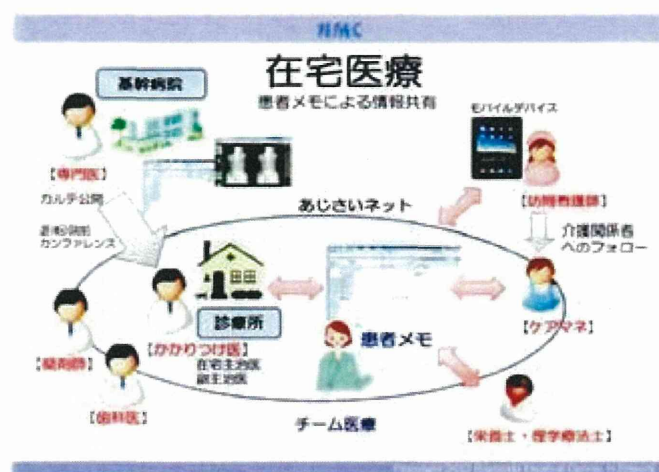 在宅医療
患者メモによる情報共有
基幹病院
モバイルデバイス
【専門医】
【訪問看護師】
カルテ公開
あじさいネット
カンファレンス
介護関係者
へのフォロー
診療所
患者メモ
【ケアマネ】
【かかりつけ医】
在宅主治医
副主治医
【薬剤師】
【歯科医】
チーム医療
【栄養士・理学療法士】